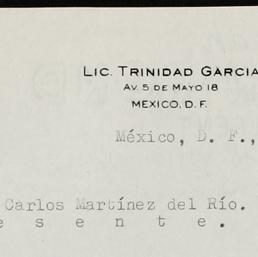 LIC. TRINIDAD GARCIA
AV. 5 DE MAYO 18
MEXICO, D. F.
México, D. F.,
Carlos Martínez del Río.
e s e n t e .